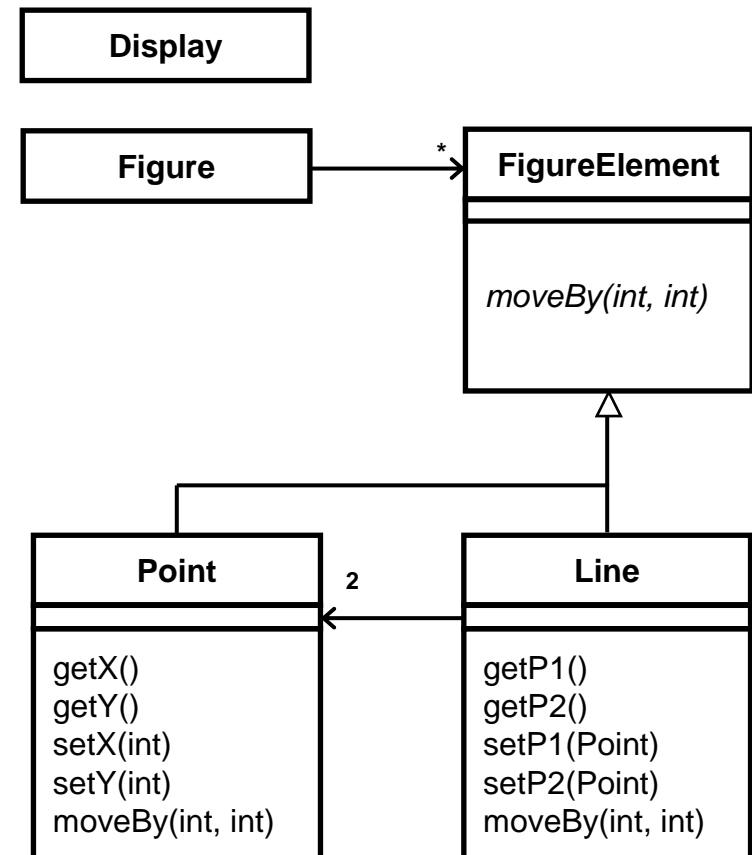 Display
Figure
*
FigureElement
moveBy(int, int)
Point
2
Line
getX()
getY()
setX(int)
setY(int)
moveBy(int, int)
getP1()
getP2()
setP1(Point)
setP2(Point)
moveBy(int, int)